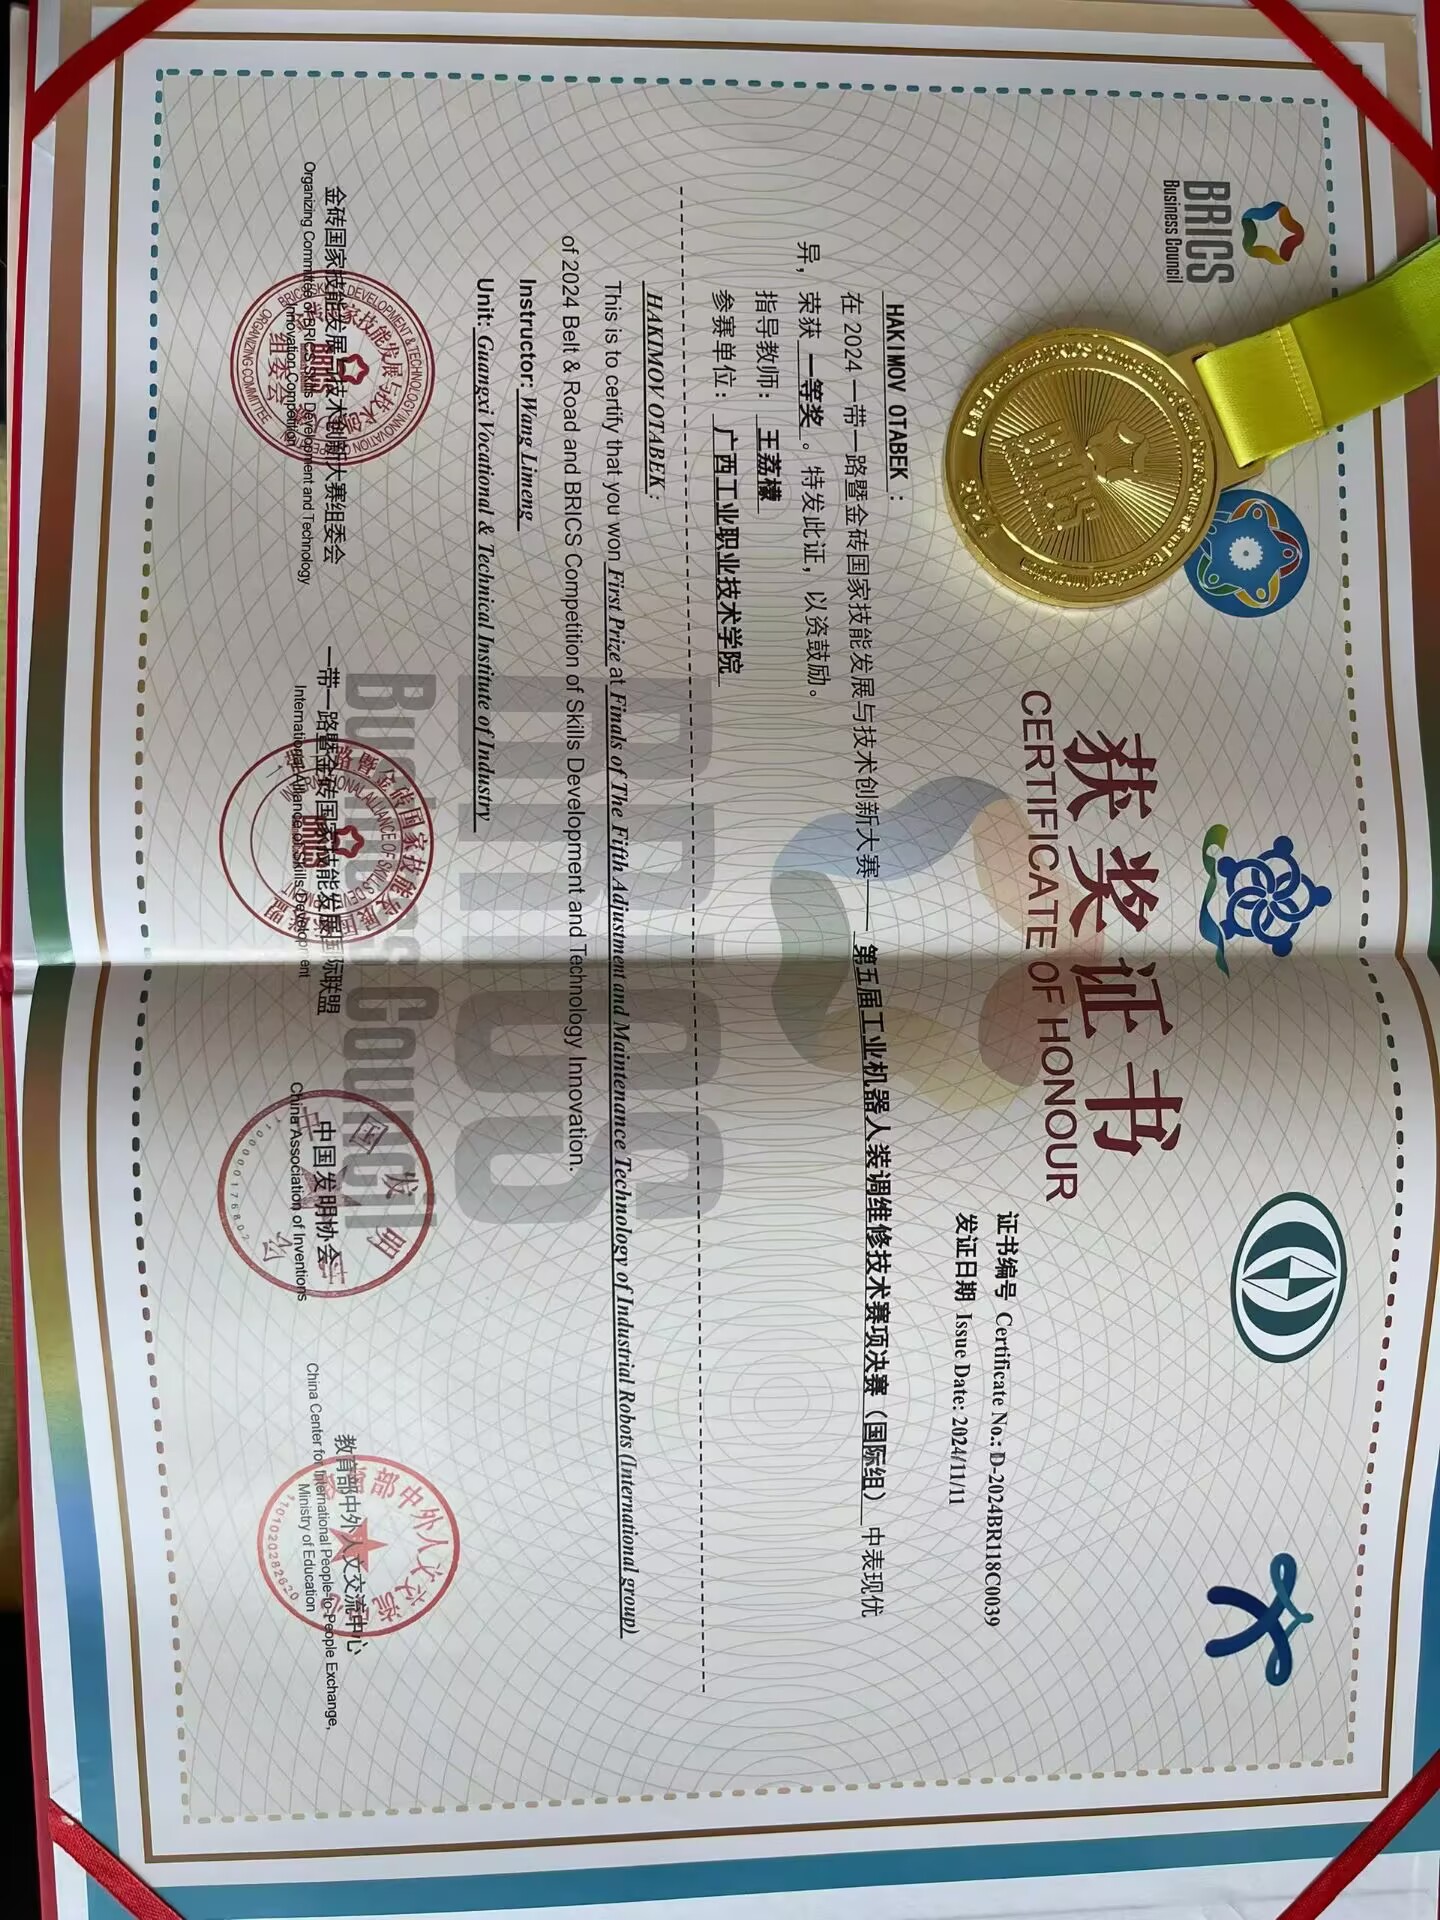 BRICS
Business Council
获奖证书
CERTIFICATE OF HONOUR
证书编号 Certificate No.: D-2024BR118C0039
发证日期 Issue Date: 2024/11/11
2024
HAKIMOV OTABEK：
在 2024 一带一路暨金砖国家技能发展与技术创新大赛——第五届工业机器人装调维修技术赛项决赛（国际组）中表现优
异，荣获 一等奖 。特发此证，以资鼓励。
指导教师：王荔檬
参赛单位：广西工业职业技术学院
HAKIMOV OTABEK :
This is to certify that you won First Prize at Finals of The Fifth Adjustment and Maintenance Technology of Industrial Robots (International group)
of 2024 Belt & Road and BRICS Competition of Skills Development and Technology Innovation.
Instructor: Wang Limeng
Unit: Guangxi Vocational & Technical Institute of Industry
BRICS
Business Council
金砖国家技能发展与技术创新大赛组委会
Organizing Committee of BRICS Skills Development and Technology
Innovation Competition
一带一路暨金砖国家技能发展国际联盟
International Alliance of Skills Development
中国发明协会
China Association of Inventions
教育部中外人文交流中心
China Center for International People-to-People Exchange,
Ministry of Education